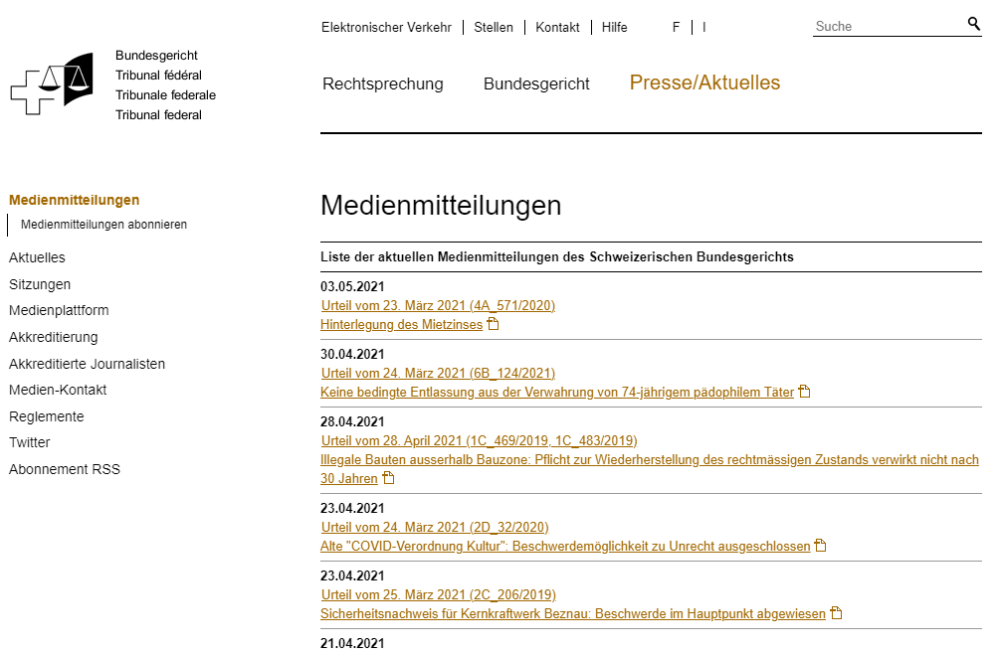 Elektronischer Verkehr
Stellen
Kontakt
Hilfe
F
I
Suche
Bundesgericht
Tribunal fédéral
Tribunale federale
Tribunal federal
Rechtsprechung
Bundesgericht
Presse/Aktuelles
Medienmitteilungen
Medienmitteilungen abonnieren
Aktuelles
Sitzungen
Medienplattform
Akkreditierung
Akkreditierte Journalisten
Medien-Kontakt
Reglemente
Twitter
Abonnement RSS
Medienmitteilungen
Liste der aktuellen Medienmitteilungen des Schweizerischen Bundesgerichts
03.05.2021
Urteil vom 23. März 2021 (4A_571/2020)
Hinterlegung des Mietzinses
30.04.2021
Urteil vom 24. März 2021 (6B_124/2021)
Keine bedingte Entlassung aus der Verwahrung von 74-jährigem pädophilem Täter
28.04.2021
Urteil vom 28. April 2021 (1C_469/2019, 1C_483/2019)
Illegale Bauten ausserhalb Bauzone: Pflicht zur Wiederherstellung des rechtmässigen Zustands verwirkt nicht nach
30 Jahren
23.04.2021
Urteil vom 24. März 2021 (2D_32/2020)
Alte "COVID-Verordnung Kultur": Beschwerdemöglichkeit zu Unrecht ausgeschlossen
23.04.2021
Urteil vom 25. März 2021 (2C_206/2019)
Sicherheitsnachweis für Kernkraftwerk Beznau: Beschwerde im Hauptpunkt abgewiesen
21.04.2021